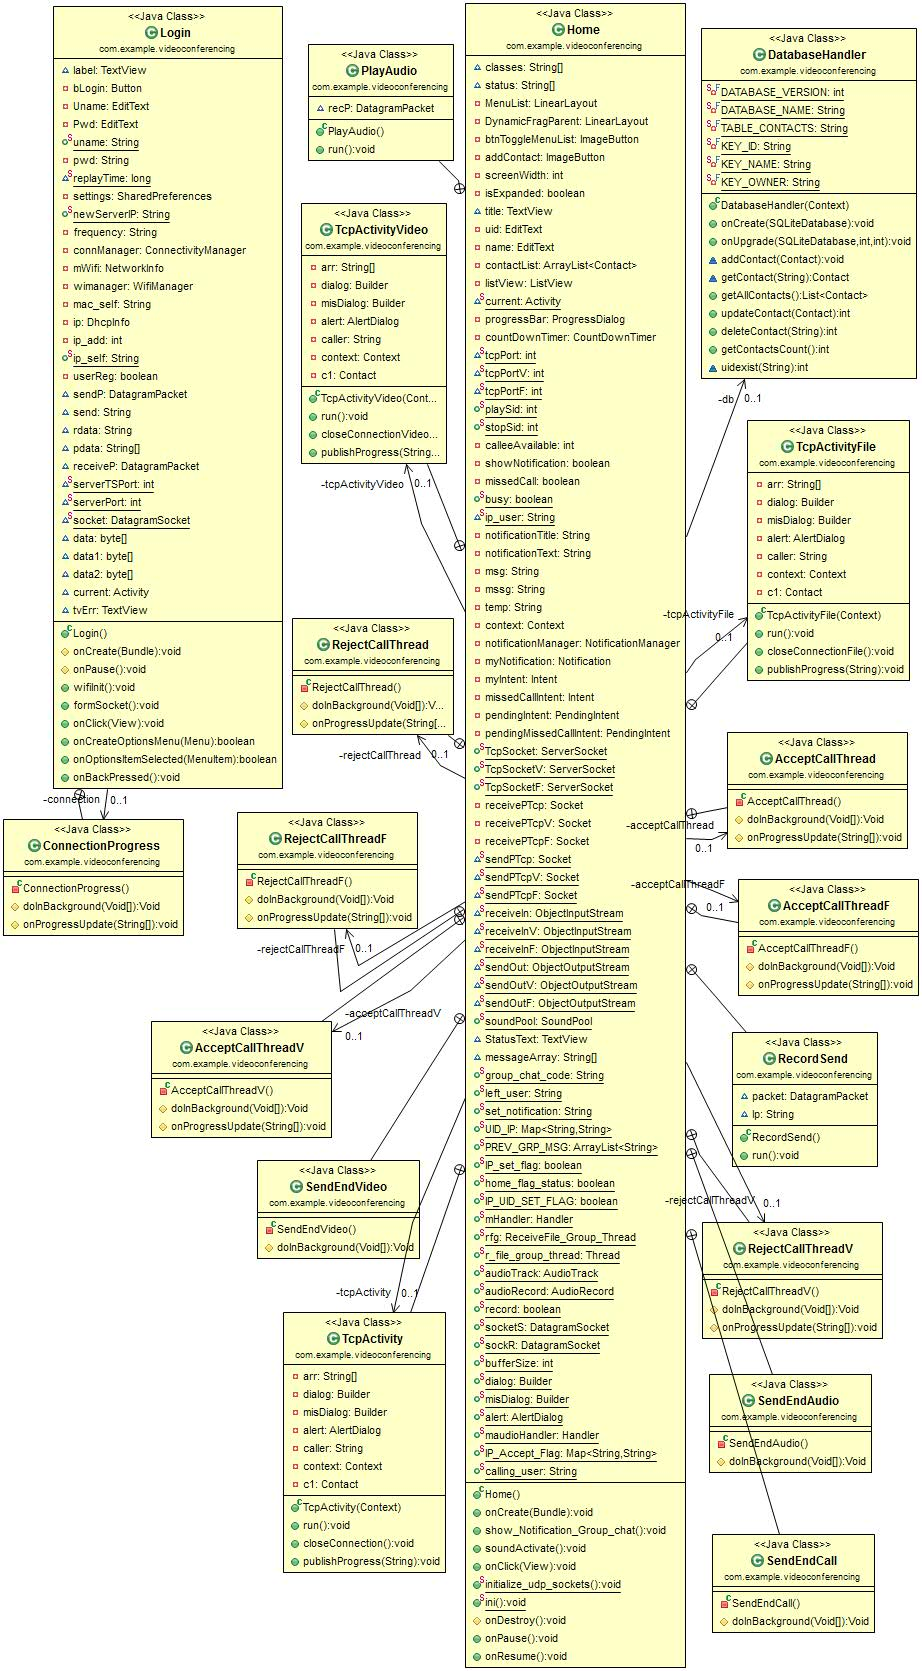 <<Java Class>>
Login
com.example.videoconferencing
label: TextView
bLogin: Button
Uname: EditText
Pwd: EditText
uname: String
pwd: String
replayTime: long
settings: SharedPreferences
newServerIP: String
frequency: String
connManager: ConnectivityManager
mWifi: NetworkInfo
wimanager: WifiManager
mac_self: String
ip: DhcpInfo
ip_add: int
ip_self: String
userReg: boolean
sendP: DatagramPacket
send: String
rdata: String
pdata: String[]
receiveP: DatagramPacket
serverTSPort: int
serverPort: int
socket: DatagramSocket
data: byte[]
data1: byte[]
data2: byte[]
current: Activity
tvErr: TextView
Login()
onCreate(Bundle):void
onPause():void
wifiInit():void
formSocket():void
onClick(View):void
onCreateOptionsMenu(Menu):boolean
onOptionsItemSelected(MenuItem):boolean
onBackPressed():void
-connection
0..1
<<Java Class>>
ConnectionProgress
com.example.videoconferencing
ConnectionProgress()
doInBackground(Void[]):Void
onProgressUpdate(String[]):void
<<Java Class>>
PlayAudio
com.example.videoconferencing
recP: DatagramPacket
PlayAudio()
run():void
<<Java Class>>
TcpActivityVideo
com.example.videoconferencing
arr: String[]
dialog: Builder
misDialog: Builder
alert: AlertDialog
caller: String
context: Context
c1: Contact
TcpActivityVideo(Cont...
run():void
closeConnectionVideo...
publishProgress(String...
-tcpActivityVideo
0..1
<<Java Class>>
RejectCallThread
com.example.videoconferencing
RejectCallThread()
doInBackground(Void[]):V...
onProgressUpdate(String[...
-rejectCallThread
0..1
<<Java Class>>
RejectCallThreadF
com.example.videoconferencing
RejectCallThreadF()
doInBackground(Void[]):Void
onProgressUpdate(String[]):void
-rejectCallThreadF
0..1
-acceptCallThreadV
0..1
<<Java Class>>
AcceptCallThreadV
com.example.videoconferencing
AcceptCallThreadV()
doInBackground(Void[]):Void
onProgressUpdate(String[]):void
<<Java Class>>
SendEndVideo
com.example.videoconferencing
SendEndVideo()
doInBackground(Void[]):Void
-tcpActivity
0..1
<<Java Class>>
TcpActivity
com.example.videoconferencing
arr: String[]
dialog: Builder
misDialog: Builder
alert: AlertDialog
caller: String
context: Context
c1: Contact
TcpActivity(Context)
run():void
closeConnection():void
publishProgress(String):void
<<Java Class>>
Home
com.example.videoconferencing
classes: String[]
status: String[]
MenuList: LinearLayout
DynamicFragParent: LinearLayout
btnToggleMenuList: ImageButton
addContact: ImageButton
screenWidth: int
isExpanded: boolean
title: TextView
uid: EditText
name: EditText
contactList: ArrayList<Contact>
listView: ListView
current: Activity
progressBar: ProgressDialog
countDownTimer: CountDownTimer
tcpPort: int
tcpPortV: int
tcpPortF: int
playSid: int
stopSid: int
calleeAvailable: int
showNotification: boolean
missedCall: boolean
busy: boolean
ip_user: String
notificationTitle: String
notificationText: String
msg: String
mssg: String
temp: String
context: Context
notificationManager: NotificationManager
myNotification: Notification
myIntent: Intent
missedCallIntent: Intent
pendingIntent: PendingIntent
pendingMissedCallIntent: PendingIntent
TcpSocket: ServerSocket
TcpSocketV: ServerSocket
TcpSocketF: ServerSocket
receivePTcp: Socket
receivePTcpV: Socket
receivePTcpF: Socket
sendPTcp: Socket
sendPTcpV: Socket
sendPTcpF: Socket
receiveIn: ObjectInputStream
receiveInV: ObjectInputStream
receiveInF: ObjectInputStream
sendOut: ObjectOutputStream
sendOutV: ObjectOutputStream
sendOutF: ObjectOutputStream
soundPool: SoundPool
StatusText: TextView
messageArray: String[]
group_chat_code: String
left_user: String
set_notification: String
UID_IP: Map<String,String>
PREV_GRP_MSG: ArrayList<String>
IP_set_flag: boolean
home_flag_status: boolean
IP_UID_SET_FLAG: boolean
mHandler: Handler
rfg: ReceiveFile_Group_Thread
r_file_group_thread: Thread
audioTrack: AudioTrack
audioRecord: AudioRecord
record: boolean
socketS: DatagramSocket
sockR: DatagramSocket
bufferSize: int
dialog: Builder
misDialog: Builder
alert: AlertDialog
maudioHandler: Handler
IP_Accept_Flag: Map<String,String>
calling_user: String
Home()
onCreate(Bundle):void
show_Notification_Group_chat():void
soundActivate():void
onClick(View):void
initialize_udp_sockets():void
ini():void
onDestroy():void
onPause():void
onResume():void
<<Java Class>>
DatabaseHandler
com.example.videoconferencing
DATABASE_VERSION: int
DATABASE_NAME: String
TABLE_CONTACTS: String
KEY_ID: String
KEY_NAME: String
KEY_OWNER: String
DatabaseHandler(Context)
onCreate(SQLiteDatabase):void
onUpgrade(SQLiteDatabase,int,int):void
addContact(Contact):void
getContact(String):Contact
getAllContacts():List<Contact>
updateContact(Contact):int
deleteContact(String):int
getContactsCount():int
uidexist(String):int
-db
0..1
<<Java Class>>
TcpActivityFile
com.example.videoconferencing
arr: String[]
dialog: Builder
misDialog: Builder
alert: AlertDialog
caller: String
context: Context
c1: Contact
TcpActivityFile(Context)
run():void
closeConnectionFile():void
publishProgress(String):void
-tcpActivityFile
0..1
<<Java Class>>
AcceptCallThread
com.example.videoconferencing
AcceptCallThread()
doInBackground(Void[]):Void
onProgressUpdate(String[]):void
-acceptCallThread
0..1
-acceptCallThreadF
0..1
<<Java Class>>
AcceptCallThreadF
com.example.videoconferencing
AcceptCallThreadF()
doInBackground(Void[]):Void
onProgressUpdate(String[]):void
<<Java Class>>
RecordSend
com.example.videoconferencing
packet: DatagramPacket
Ip: String
RecordSend()
run():void
-rejectCallThreadV
0..1
<<Java Class>>
RejectCallThreadV
com.example.videoconferencing
RejectCallThreadV()
doInBackground(Void[]):Void
onProgressUpdate(String[]):void
<<Java Class>>
SendEndAudio
com.example.videoconferencing
SendEndAudio()
doInBackground(Void[]):Void
<<Java Class>>
SendEndCall
com.example.videoconferencing
SendEndCall()
doInBackground(Void[]):Void